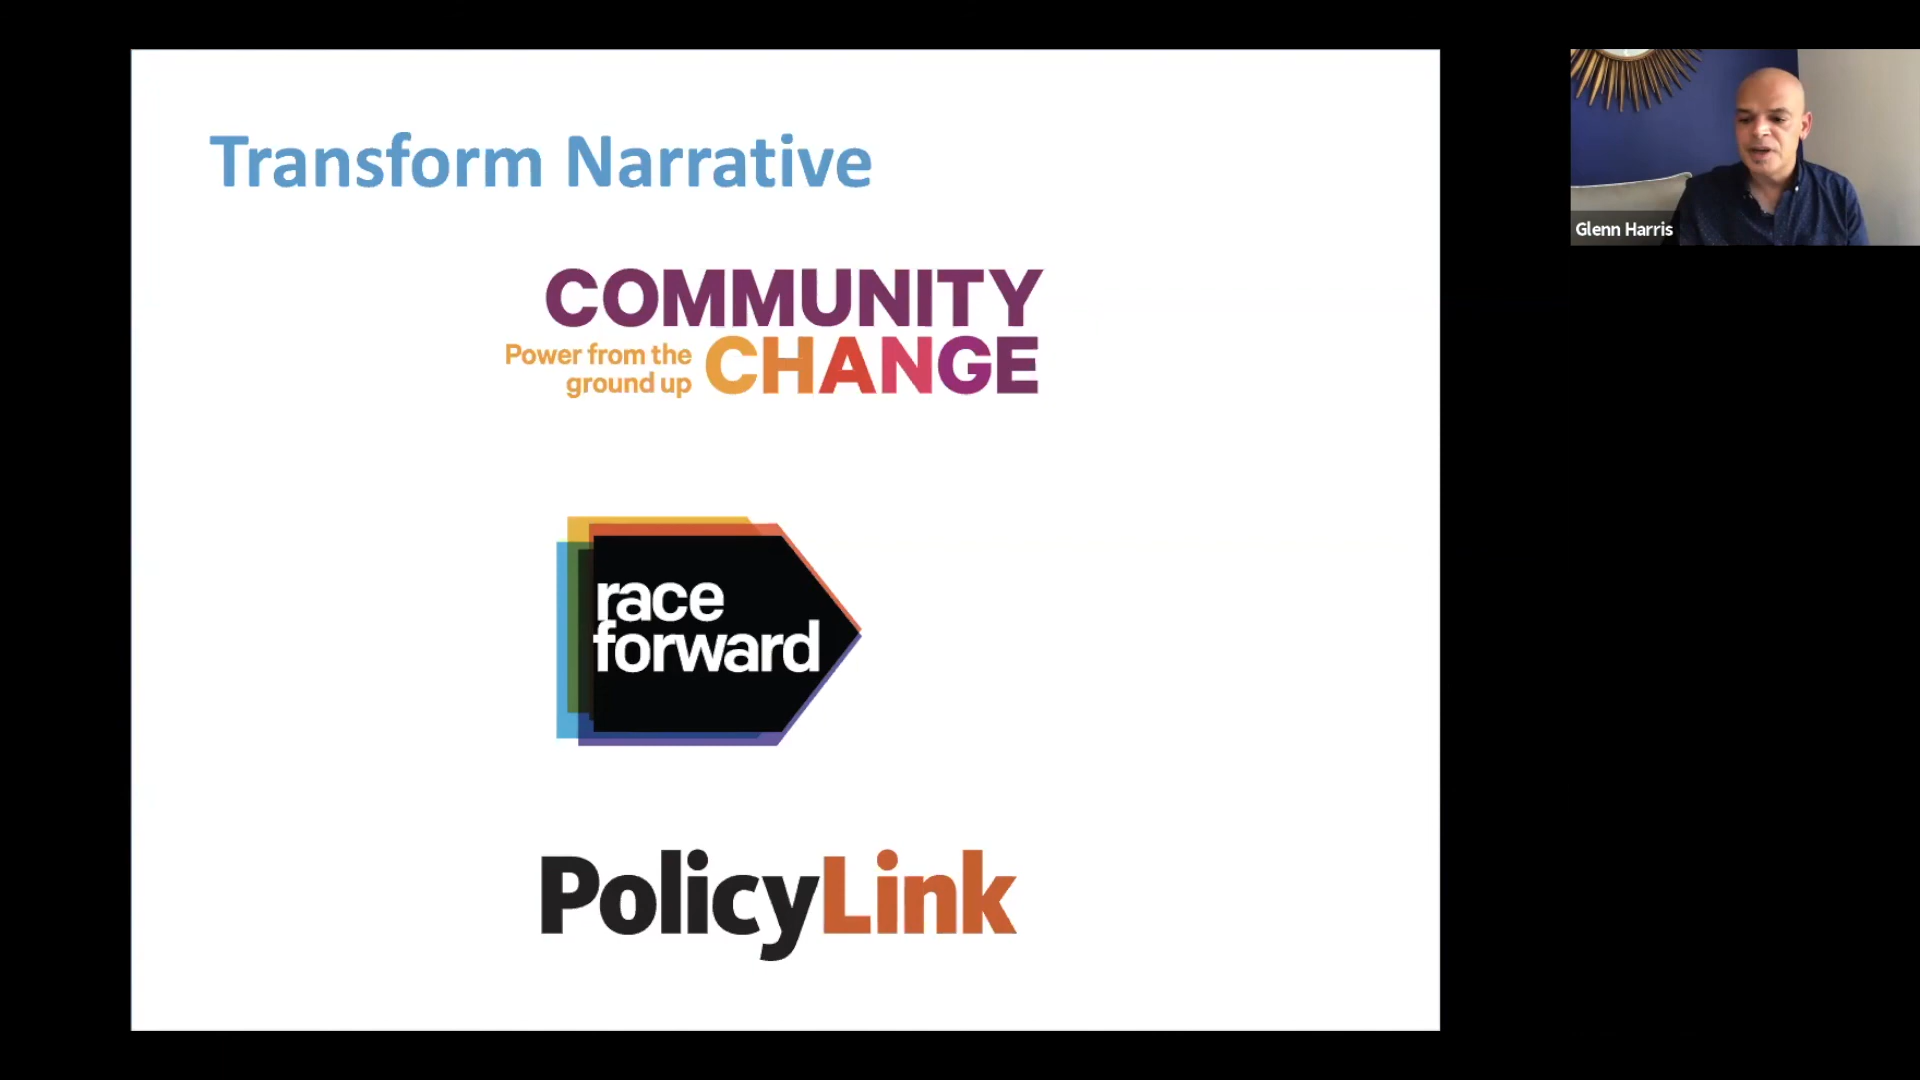 Transform Narrative
COMMUNITY
Power from the
ground up
CHANGE
race
forward
PolicyLink
Glenn Harris